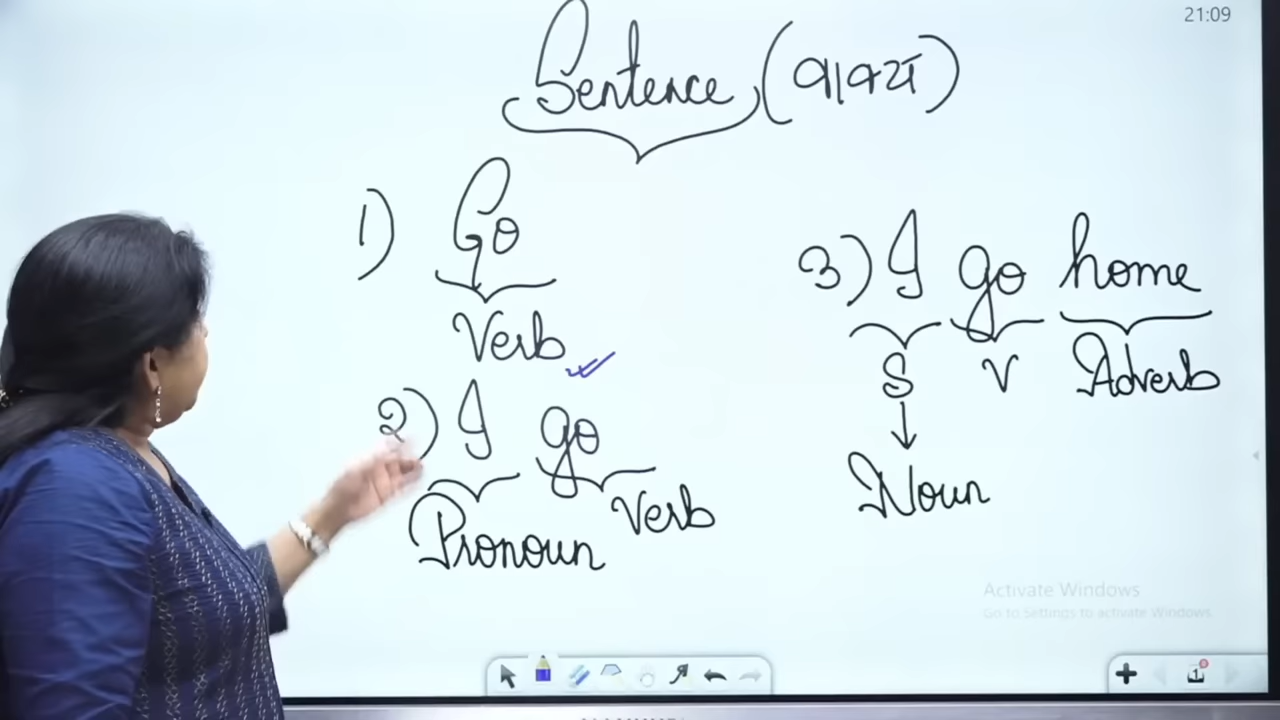 21:09
Sentence (वाक्य)
1) Go
Verb
2) I go
Pronoun Verb
3) I go home
S V Adverb
Noun
Activate Windows
Go to Settings to activate Windows.